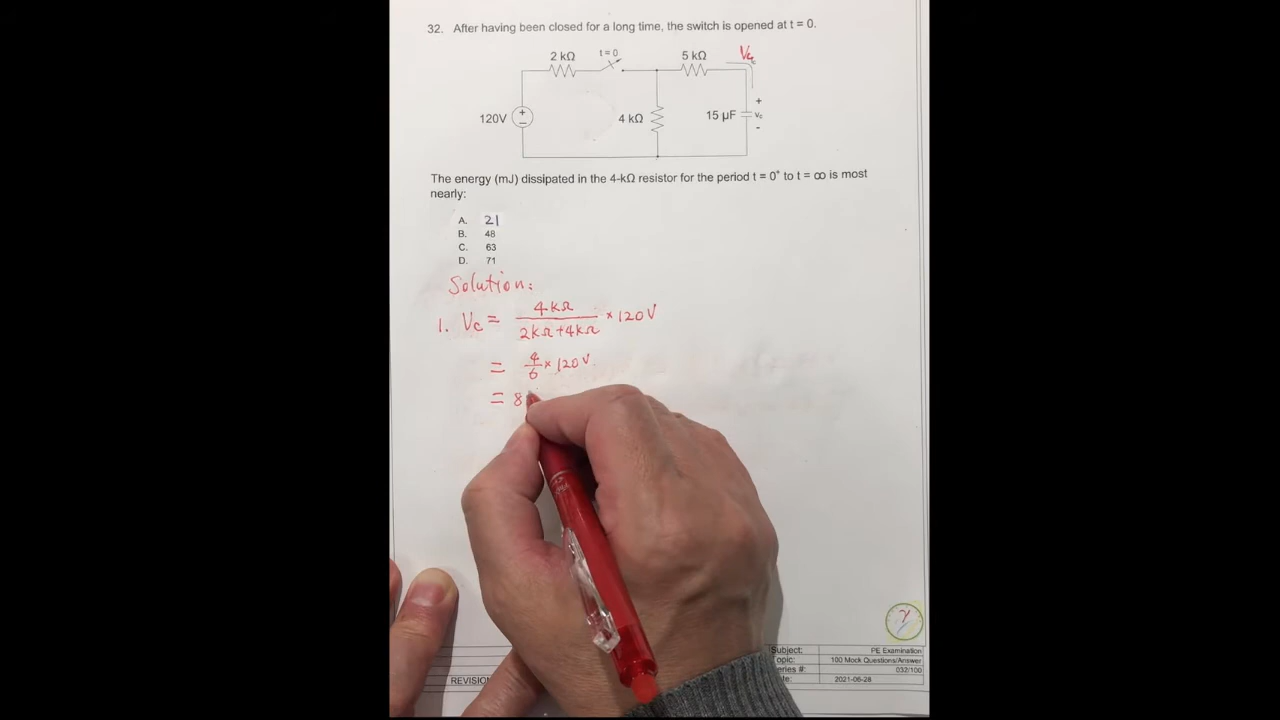 32. After having been closed for a long time, the switch is opened at t = 0.
2 kΩ
t = 0
5 kΩ
Vc
120V
+
−
4 kΩ
15 µF
+
vc
-
The energy (mJ) dissipated in the 4-kΩ resistor for the period t = 0⁺ to t = ∞ is most
nearly:
A. 21
B. 48
C. 63
D. 71
Solution:
1. Vc = 4kΩ / 2kΩ+4kΩ × 120V
= 4/6 × 120V
= 8
REVISION
Subject: PE Examination
Topic: 100 Mock Questions/Answer
032/100
2021-06-28